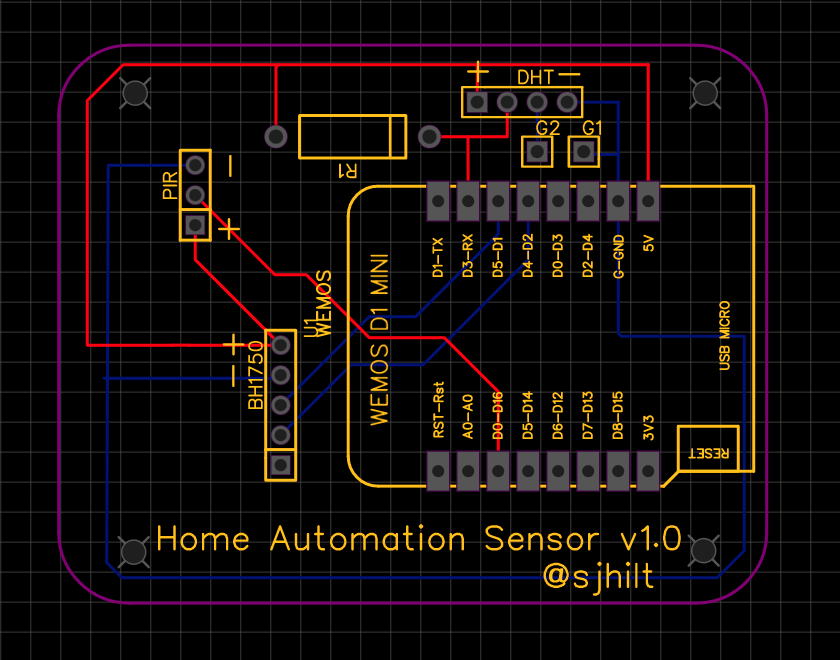 +
DHT
—
G2
G1
R1
PIR
—
+
D1-TX
D3-RX
D5-D1
D4-D2
D0-D3
D2-D4
G-GND
5V
U1
WEMOS
WEMOS D1 MINI
USB MICRO
+
—
BH1750
RST-Rst
A0-A0
D0-D16
D5-D14
D6-D12
D7-D13
D8-D15
3V3
RESET
Home Automation Sensor v1.0
@sjhilt